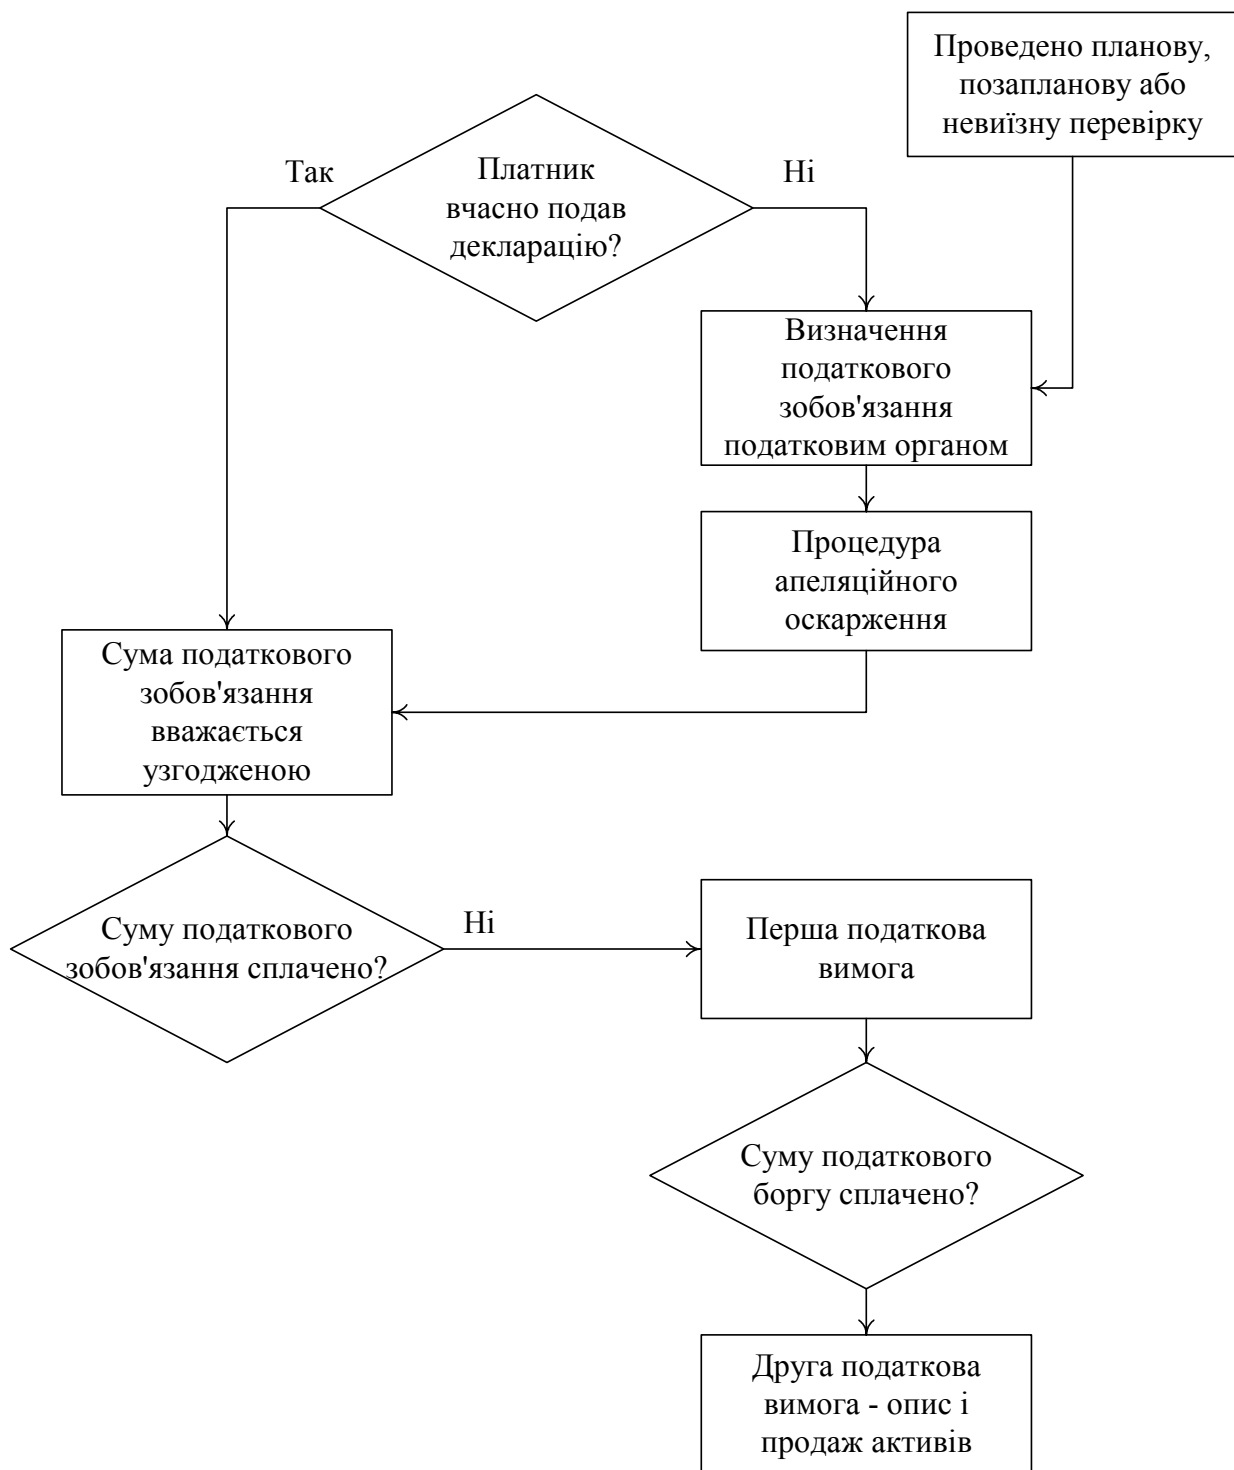 Проведено планову,
позапланову або
невиїзну перевірку
Так
Платник
вчасно подав
декларацію?
Ні
Визначення
податкового
зобов'язання
податковим органом
Процедура
апеляційного
оскарження
Сума податкового
зобов'язання
вважається
узгодженою
Суму податкового
зобов'язання сплачено?
Ні
Перша податкова
вимога
Суму податкового
боргу сплачено?
Друга податкова
вимога - опис і
продаж активів